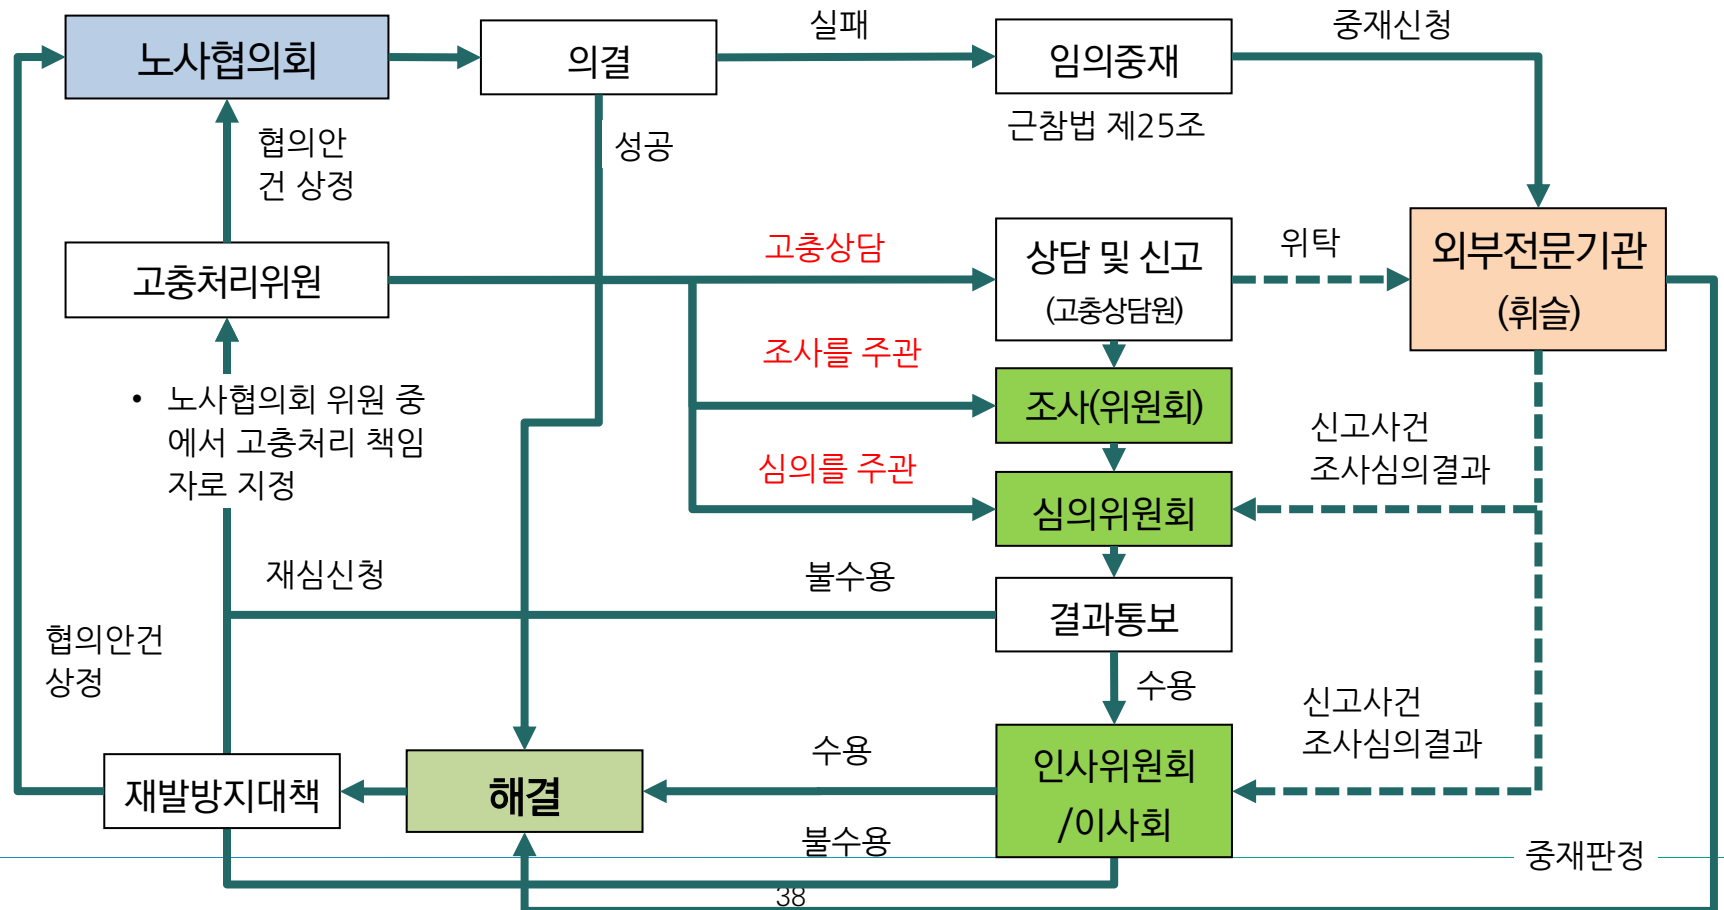 노사협의회
의결
실패
임의중재
중재신청
근참법 제25조
협의안
건 상정
성공
고충처리위원
고충상담
상담 및 신고
(고충상담원)
위탁
외부전문기관
(휘슬)
조사를 주관
• 노사협의회 위원 중
에서 고충처리 책임
자로 지정
조사(위원회)
신고사건
조사심의결과
심의를 주관
심의위원회
재심신청
불수용
결과통보
협의안건
상정
수용
신고사건
조사심의결과
재발방지대책
해결
수용
인사위원회
/이사회
불수용
중재판정
38